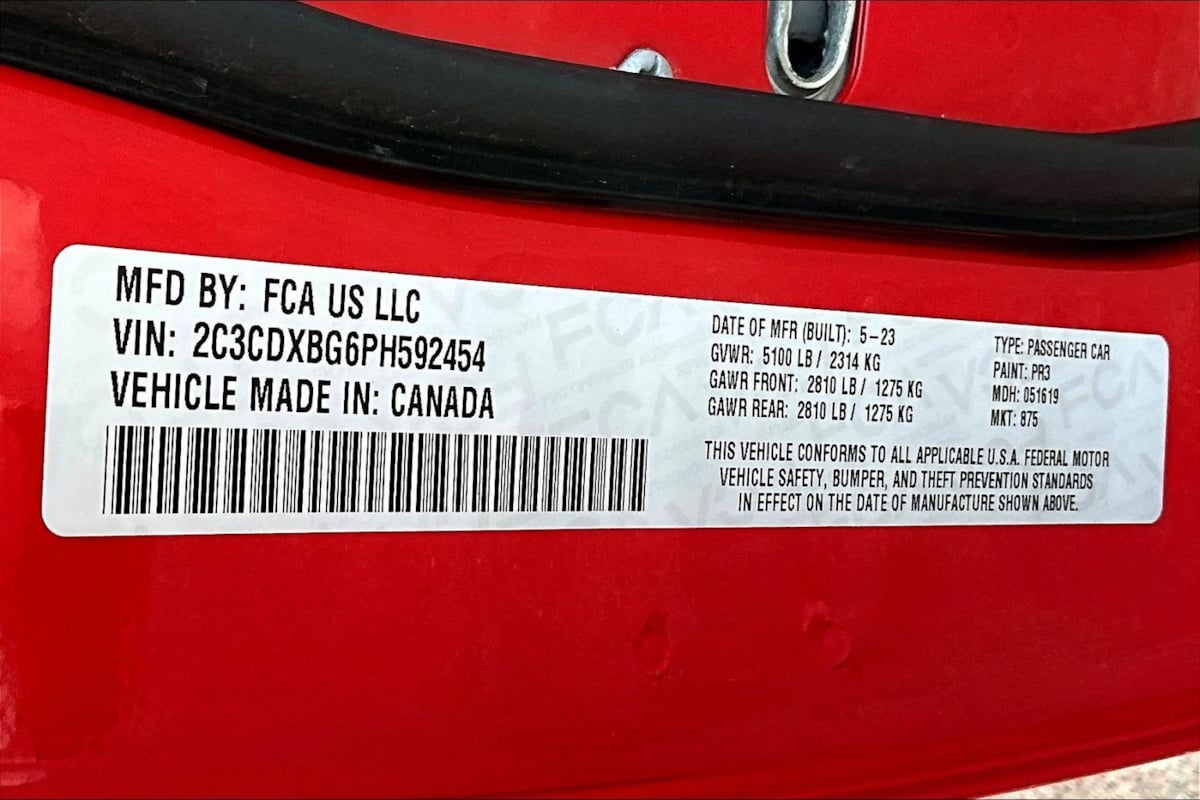 MFD BY: FCA US LLC
VIN: 2C3CDXBG6PH592454
VEHICLE MADE IN: CANADA
DATE OF MFR (BUILT): 5-23
GVWR: 5100 LB / 2314 KG
GAWR FRONT: 2810 LB / 1275 KG
GAWR REAR: 2810 LB / 1275 KG
TYPE: PASSENGER CAR
PAINT: PR3
MDH: 051619
MKT: 875
THIS VEHICLE CONFORMS TO ALL APPLICABLE U.S.A. FEDERAL MOTOR
VEHICLE SAFETY, BUMPER, AND THEFT PREVENTION STANDARDS
IN EFFECT ON THE DATE OF MANUFACTURE SHOWN ABOVE.